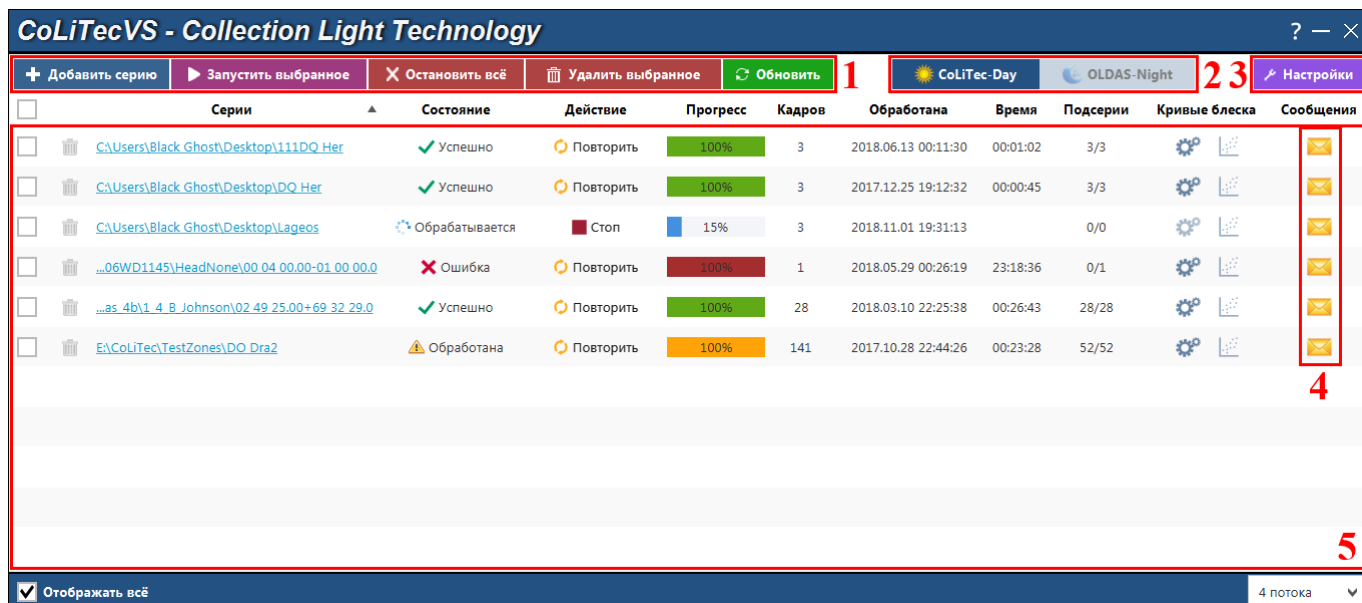 CoLiTecVS - Collection Light Technology ? — ×
Добавить серию Запустить выбранное Остановить всё Удалить выбранное Обновить 1 CoLiTec-Day OLDAS-Night 2 3 Настройки
Серии Состояние Действие Прогресс Кадров Обработана Время Подсерии Кривые блеска Сообщения
C:\Users\Black Ghost\Desktop\111DQ Her Успешно Повторить 100% 3 2018.06.13 00:11:30 00:01:02 3/3
C:\Users\Black Ghost\Desktop\DQ Her Успешно Повторить 100% 3 2017.12.25 19:12:32 00:00:45 3/3
C:\Users\Black Ghost\Desktop\Lageos Обрабатывается Стоп 15% 3 2018.11.01 19:31:13 0/0
...06WD1145\HeadNone\00 04 00.00-01 00 00.0 Ошибка Повторить 100% 1 2018.05.29 00:26:19 23:18:36 0/1
...as_4b\1_4_B_Johnson\02 49 25.00+69 32 29.0 Успешно Повторить 100% 28 2018.03.10 22:25:38 00:26:43 28/28
E:\CoLiTec\TestZones\DO Dra2 Обработана Повторить 100% 141 2017.10.28 22:44:26 00:23:28 52/52
4
5
Отображать всё 4 потока